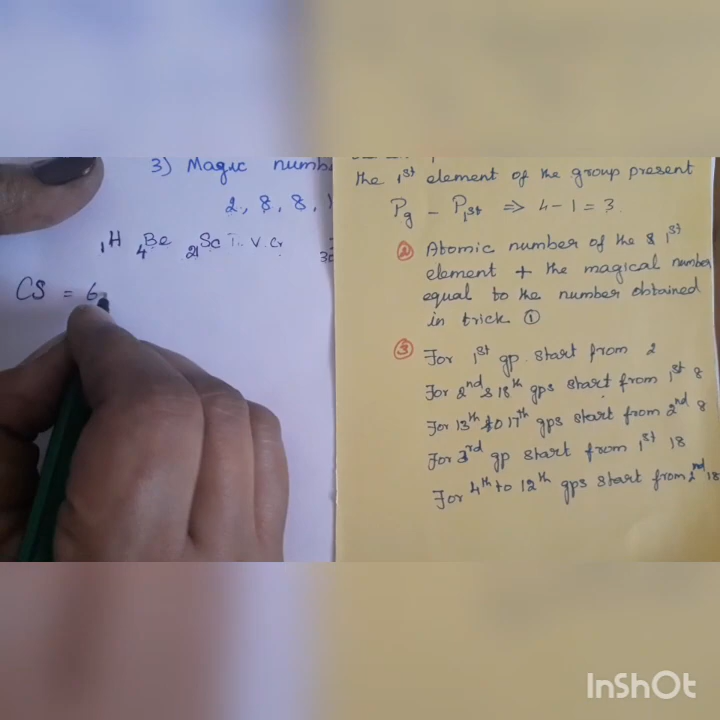 3) Magic numb
2, 8, 8, 1
1H 4Be 21Sc Ti V Cr
30
CS = 6
the 1st element of the group present
Pg - P1st ⇒ 4-1=3
② Atomic number of the & 1st
element + the magical number
equal to the number obtained
in trick ①
③ For 1st gp start from 2
For 2nd & 18th gps start from 1st 8
For 13th to 17th gps start from 2nd 8
For 3rd gp start from 1st 18
For 4th to 12th gps start from 2nd 18
InShOt